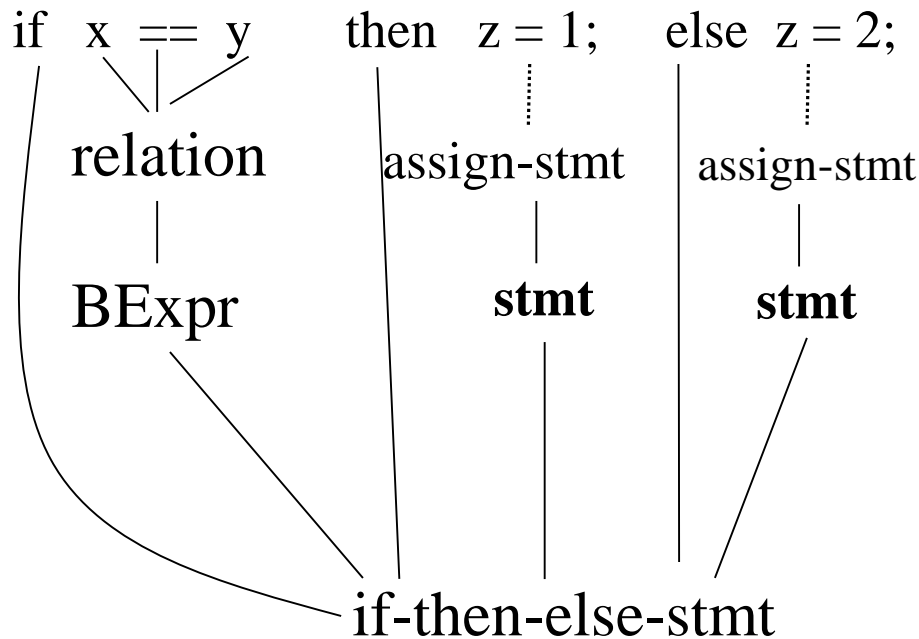 if x == y then z = 1; else z = 2;
relation assign-stmt assign-stmt
BExpr stmt stmt
if-then-else-stmt